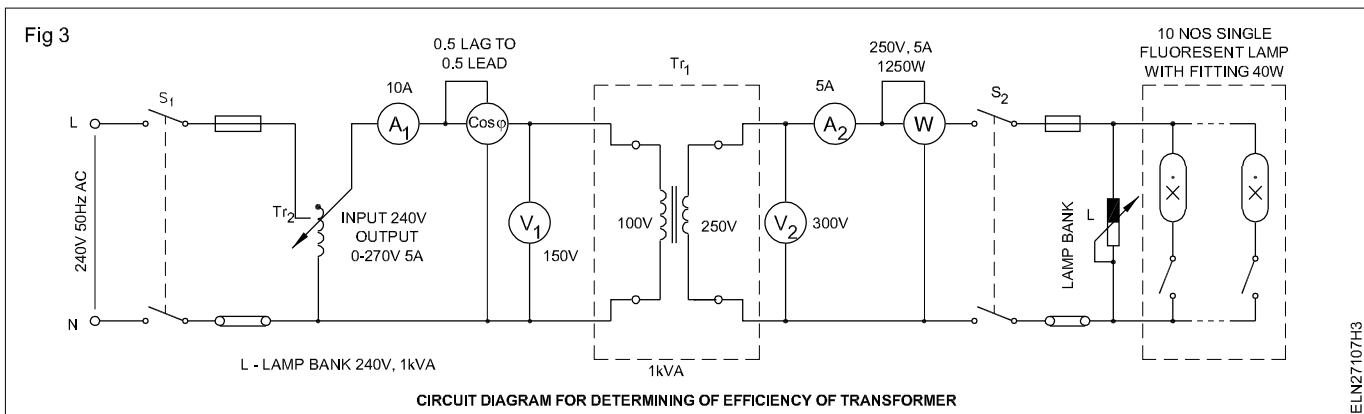 Fig 3
0.5 LAG TO
0.5 LEAD
10A
A1
Cosφ
S1
L
N
240V 50Hz AC
Tr2
INPUT 240V
OUTPUT
0-270V 5A
V1
150V
Tr1
100V
250V
1kVA
V2
300V
5A
A2
250V, 5A
1250W
W
S2
L
LAMP BANK
10 NOS SINGLE
FLUORESENT LAMP
WITH FITTING 40W
L - LAMP BANK 240V, 1kVA
CIRCUIT DIAGRAM FOR DETERMINING OF EFFICIENCY OF TRANSFORMER
ELN27107H3